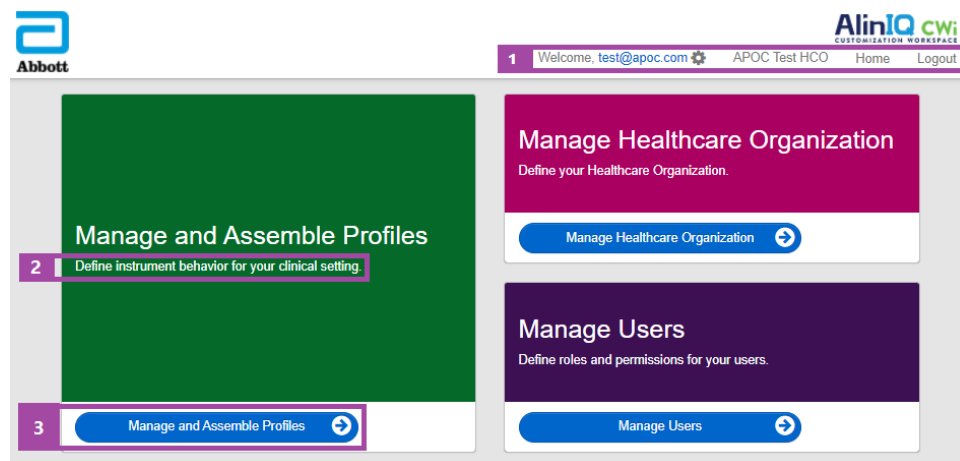 Abbott
AlinIQ CWi
CUSTOMIZATION WORKSPACE
1 Welcome, test@apoc.com APOC Test HCO Home Logout
Manage and Assemble Profiles
2 Define instrument behavior for your clinical setting.
3 Manage and Assemble Profiles
Manage Healthcare Organization
Define your Healthcare Organization.
Manage Healthcare Organization
Manage Users
Define roles and permissions for your users.
Manage Users